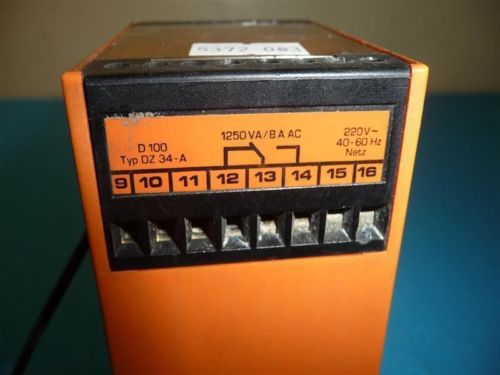 5372-083
D 100
Typ DZ 34-A
1250 VA/8 A AC
220V~
40-60 Hz
Netz
9 10 11 12 13 14 15 16